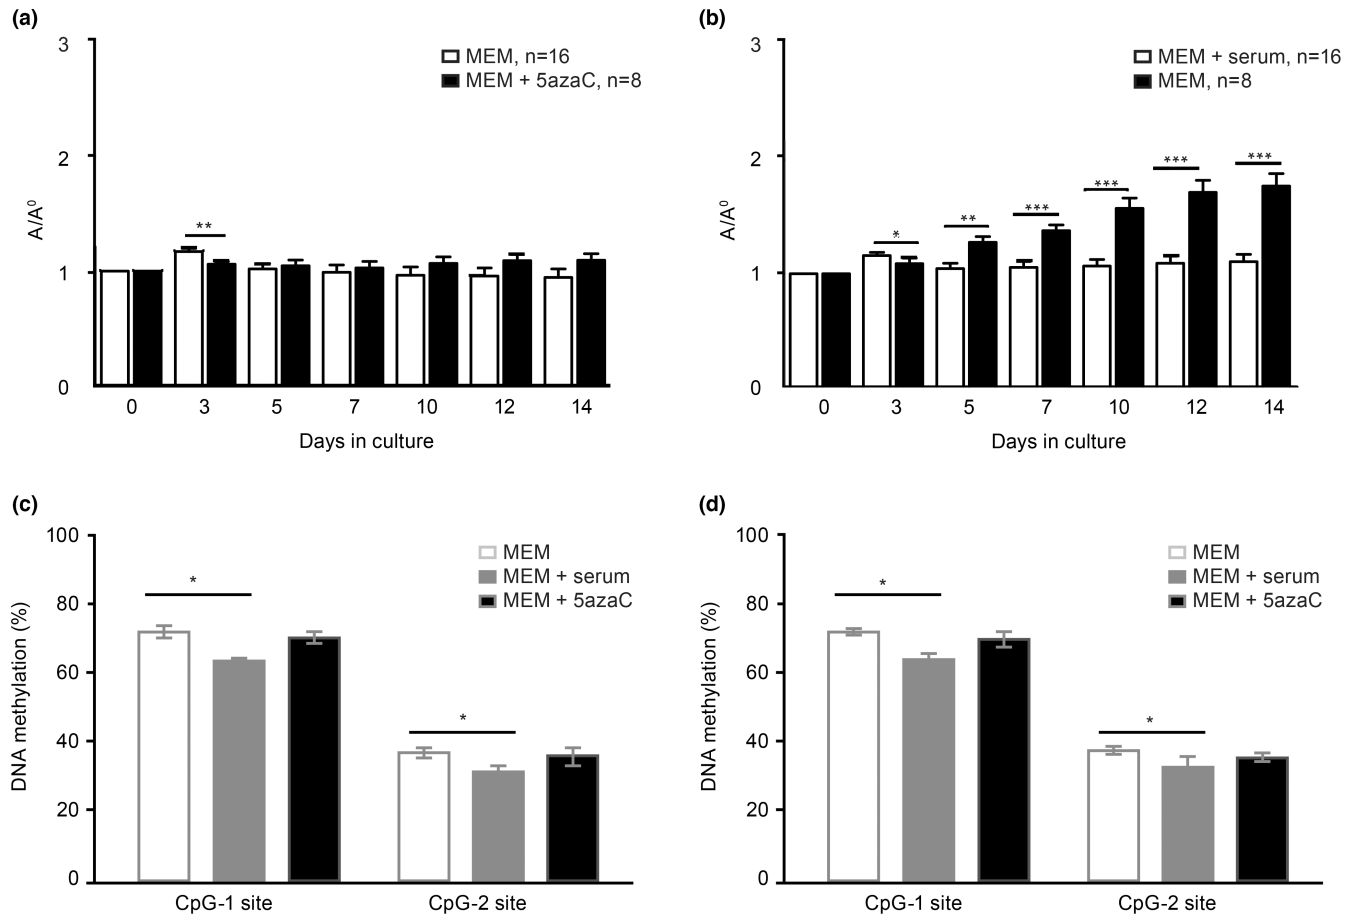 (a)
3
2
1
0
A/A⁰
MEM, n=16
MEM + 5azaC, n=8
**
0 3 5 7 10 12 14
Days in culture
(b)
3
2
1
0
A/A⁰
MEM + serum, n=16
MEM, n=8
* ** *** *** *** ***
0 3 5 7 10 12 14
Days in culture
(c)
100
80
60
40
20
0
DNA methylation (%)
MEM
MEM + serum
MEM + 5azaC
*
*
CpG-1 site CpG-2 site
(d)
100
80
60
40
20
0
DNA methylation (%)
MEM
MEM + serum
MEM + 5azaC
*
*
CpG-1 site CpG-2 site